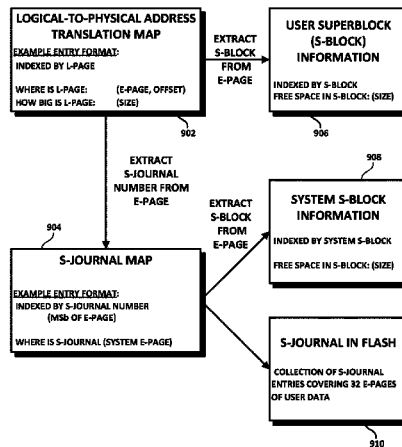 LOGICAL-TO-PHYSICAL ADDRESS
TRANSLATION MAP
EXAMPLE ENTRY FORMAT:
INDEXED BY L-PAGE
WHERE IS L-PAGE: (E-PAGE, OFFSET)
HOW BIG IS L-PAGE: (SIZE)
902
EXTRACT
S-BLOCK
FROM
E-PAGE
USER SUPERBLOCK
(S-BLOCK)
INFORMATION
INDEXED BY S-BLOCK
FREE SPACE IN S-BLOCK: (SIZE)
906
EXTRACT
S-JOURNAL
NUMBER FROM
E-PAGE
904
S-JOURNAL MAP
EXAMPLE ENTRY FORMAT:
INDEXED BY S-JOURNAL NUMBER
(MSb OF E-PAGE)
WHERE IS S-JOURNAL (SYSTEM E-PAGE)
EXTRACT
S-BLOCK
FROM E-PAGE
908
SYSTEM S-BLOCK
INFORMATION
INDEXED BY SYSTEM S-BLOCK
FREE SPACE IN S-BLOCK: (SIZE)
S-JOURNAL IN FLASH
COLLECTION OF S-JOURNAL
ENTRIES COVERING 32 E-PAGES
OF USER DATA
910